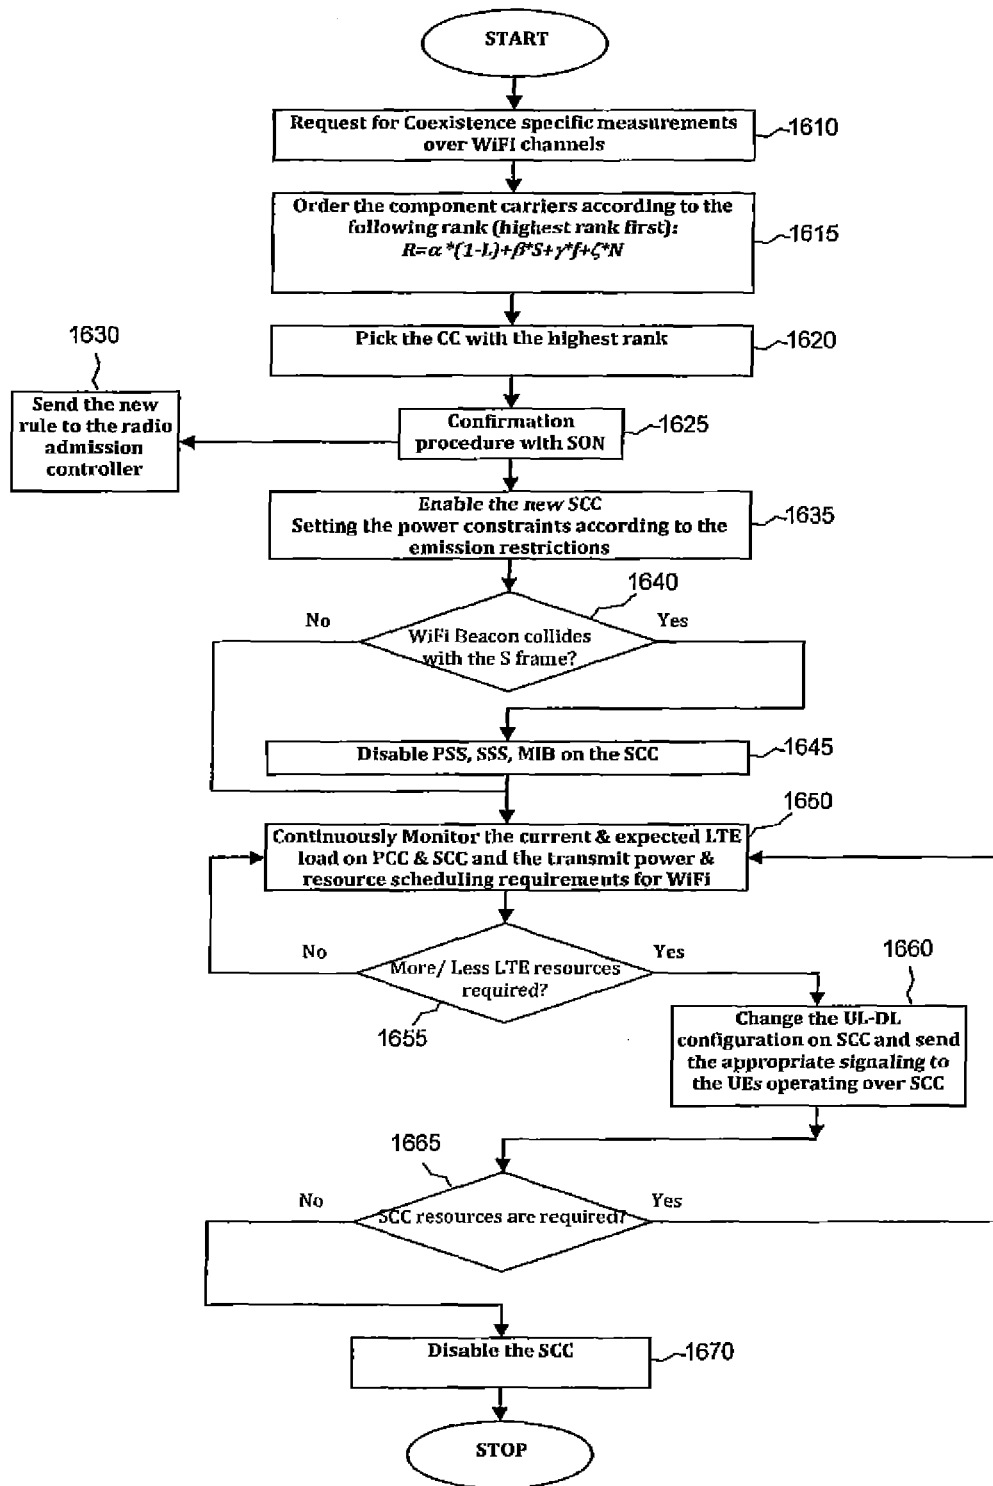 START
Request for Coexistence specific measurements
over WiFI channels
1610
Order the component carriers according to the
following rank (highest rank first):
R=α *(1-L)+β*S+γ*f+ζ*N
1615
Pick the CC with the highest rank
1620
1630
Send the new
rule to the radio
admission
controller
Confirmation
procedure with SON
1625
Enable the new SCC
Setting the power constraints according to the
emission restrictions
1635
1640
No
Yes
WiFi Beacon collides
with the S frame?
Disable PSS, SSS, MIB on the SCC
1645
1650
Continuously Monitor the current & expected LTE
load on PCC & SCC and the transmit power &
resource scheduling requirements for WiFi
No
Yes
More/ Less LTE resources
required?
1655
1660
Change the UL-DL
configuration on SCC and send
the appropriate signaling to
the UEs operating over SCC
1665
No
Yes
SCC resources are required?
Disable the SCC
1670
STOP